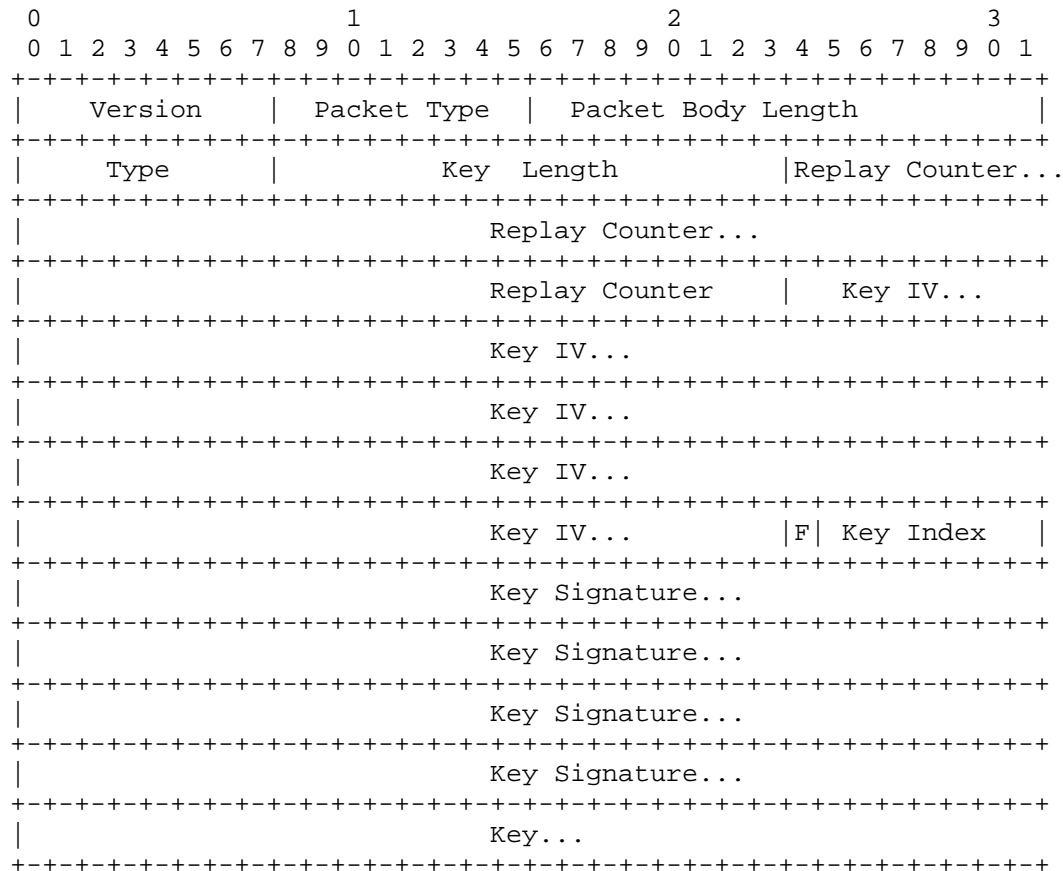 0                   1                   2                   3
 0 1 2 3 4 5 6 7 8 9 0 1 2 3 4 5 6 7 8 9 0 1 2 3 4 5 6 7 8 9 0 1
+-+-+-+-+-+-+-+-+-+-+-+-+-+-+-+-+-+-+-+-+-+-+-+-+-+-+-+-+-+-+-+-+
|    Version    |  Packet Type  |  Packet Body Length           |
+-+-+-+-+-+-+-+-+-+-+-+-+-+-+-+-+-+-+-+-+-+-+-+-+-+-+-+-+-+-+-+-+
|     Type      |          Key  Length          |Replay Counter...
+-+-+-+-+-+-+-+-+-+-+-+-+-+-+-+-+-+-+-+-+-+-+-+-+-+-+-+-+-+-+-+-+
|                             Replay Counter...
+-+-+-+-+-+-+-+-+-+-+-+-+-+-+-+-+-+-+-+-+-+-+-+-+-+-+-+-+-+-+-+-+
|                             Replay Counter    |   Key IV...
+-+-+-+-+-+-+-+-+-+-+-+-+-+-+-+-+-+-+-+-+-+-+-+-+-+-+-+-+-+-+-+-+
|                             Key IV...
+-+-+-+-+-+-+-+-+-+-+-+-+-+-+-+-+-+-+-+-+-+-+-+-+-+-+-+-+-+-+-+-+
|                             Key IV...
+-+-+-+-+-+-+-+-+-+-+-+-+-+-+-+-+-+-+-+-+-+-+-+-+-+-+-+-+-+-+-+-+
|                             Key IV...
+-+-+-+-+-+-+-+-+-+-+-+-+-+-+-+-+-+-+-+-+-+-+-+-+-+-+-+-+-+-+-+-+
|                             Key IV...         |F| Key Index   |
+-+-+-+-+-+-+-+-+-+-+-+-+-+-+-+-+-+-+-+-+-+-+-+-+-+-+-+-+-+-+-+-+
|                             Key Signature...
+-+-+-+-+-+-+-+-+-+-+-+-+-+-+-+-+-+-+-+-+-+-+-+-+-+-+-+-+-+-+-+-+
|                             Key Signature...
+-+-+-+-+-+-+-+-+-+-+-+-+-+-+-+-+-+-+-+-+-+-+-+-+-+-+-+-+-+-+-+-+
|                             Key Signature...
+-+-+-+-+-+-+-+-+-+-+-+-+-+-+-+-+-+-+-+-+-+-+-+-+-+-+-+-+-+-+-+-+
|                             Key Signature...
+-+-+-+-+-+-+-+-+-+-+-+-+-+-+-+-+-+-+-+-+-+-+-+-+-+-+-+-+-+-+-+-+
|                             Key...
+-+-+-+-+-+-+-+-+-+-+-+-+-+-+-+-+-+-+-+-+-+-+-+-+-+-+-+-+-+-+-+-+